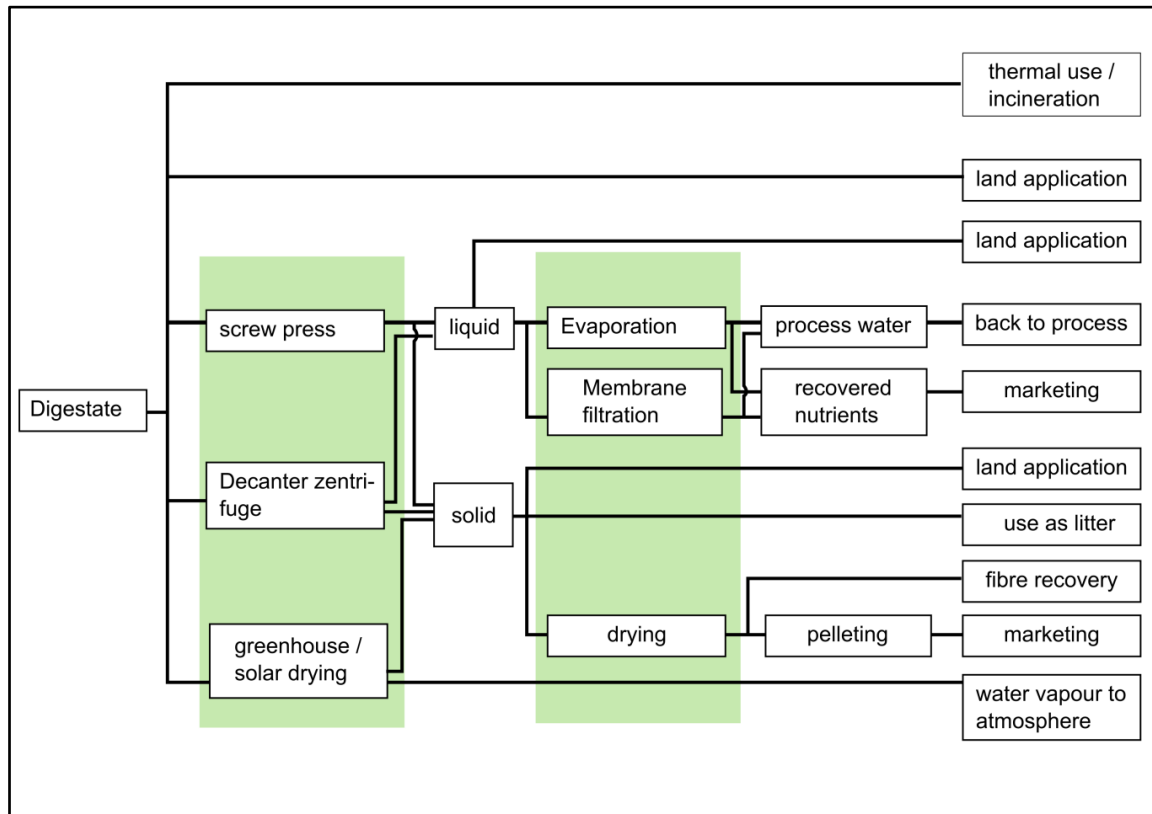 thermal use /
incineration
land application
land application
screw press
liquid
Evaporation
process water
back to process
Digestate
Membrane
filtration
recovered
nutrients
marketing
Decanter zentri-
fuge
solid
land application
use as litter
fibre recovery
greenhouse /
solar drying
drying
pelleting
marketing
water vapour to
atmosphere